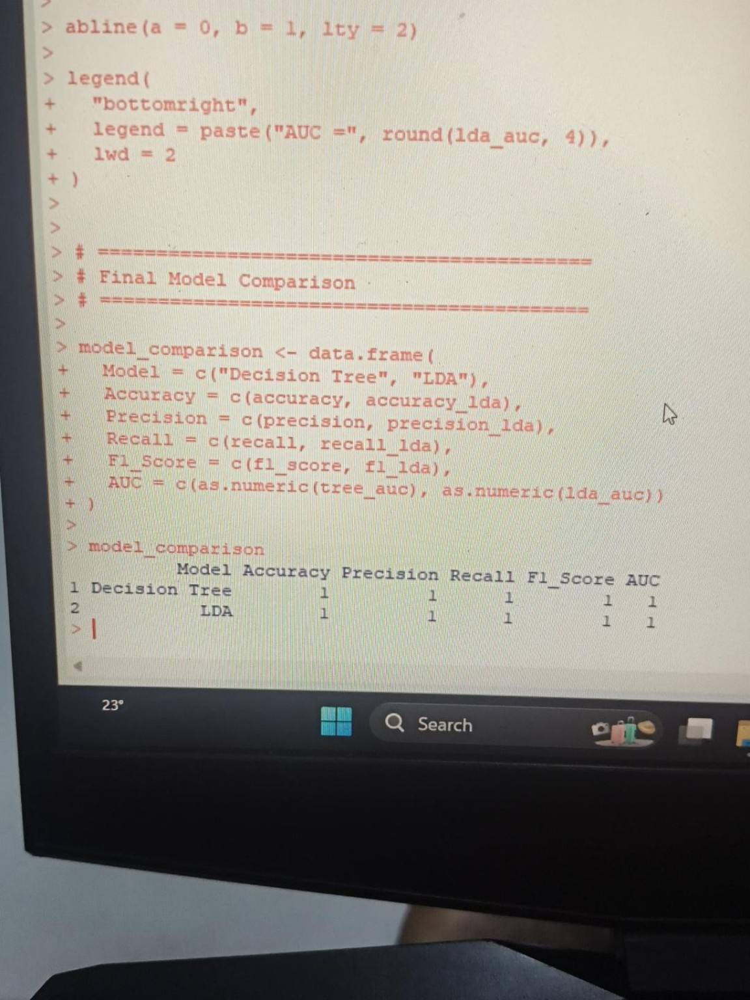 >
> abline(a = 0, b = 1, lty = 2)
>
> legend(
+   "bottomright",
+   legend = paste("AUC =", round(lda_auc, 4)),
+   lwd = 2
+ )
>
>
> # ==========================================
> # Final Model Comparison
> # ==========================================
>
> model_comparison <- data.frame(
+   Model = c("Decision Tree", "LDA"),
+   Accuracy = c(accuracy, accuracy_lda),
+   Precision = c(precision, precision_lda),
+   Recall = c(recall, recall_lda),
+   F1_Score = c(f1_score, f1_lda),
+   AUC = c(as.numeric(tree_auc), as.numeric(lda_auc))
+ )
>
> model_comparison
          Model Accuracy Precision Recall F1_Score AUC
1 Decision Tree        1         1      1        1   1
2           LDA        1         1      1        1   1
>
23°
Search